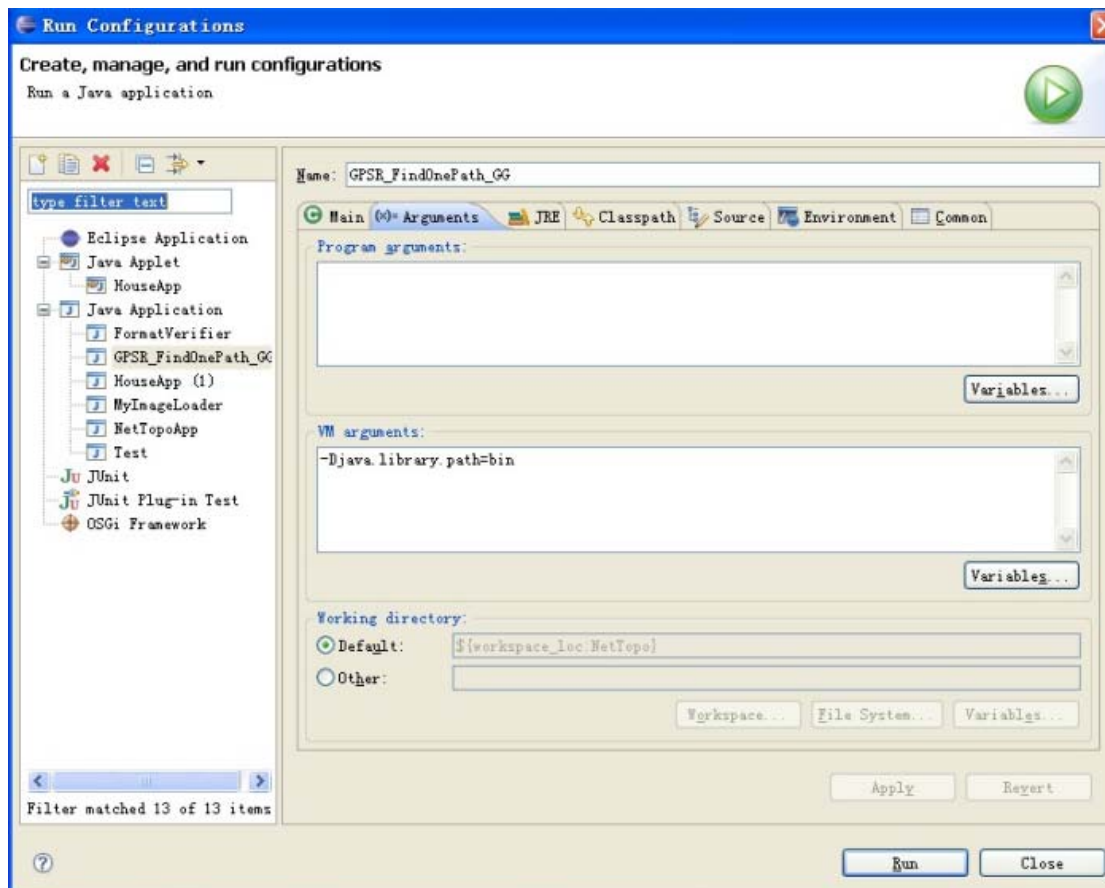 Run Configurations
Create, manage, and run configurations
Run a Java application
type filter text
Eclipse Application
Java Applet
HouseApp
Java Application
FormatVerifier
GPSR_FindOnePath_GG
HouseApp (1)
MyImageLoader
NetTopoApp
Test
JUnit
JUnit Plug-in Test
OSGi Framework
Filter matched 13 of 13 items
Name: GPSR_FindOnePath_GG
Main (x)= Arguments JRE Classpath Source Environment Common
Program arguments:
Variables...
VM arguments:
-Djava.library.path=bin
Variables...
Working directory:
Default: ${workspace_loc:NetTopo}
Other:
Workspace... File System... Variables...
Apply Revert
Run Close